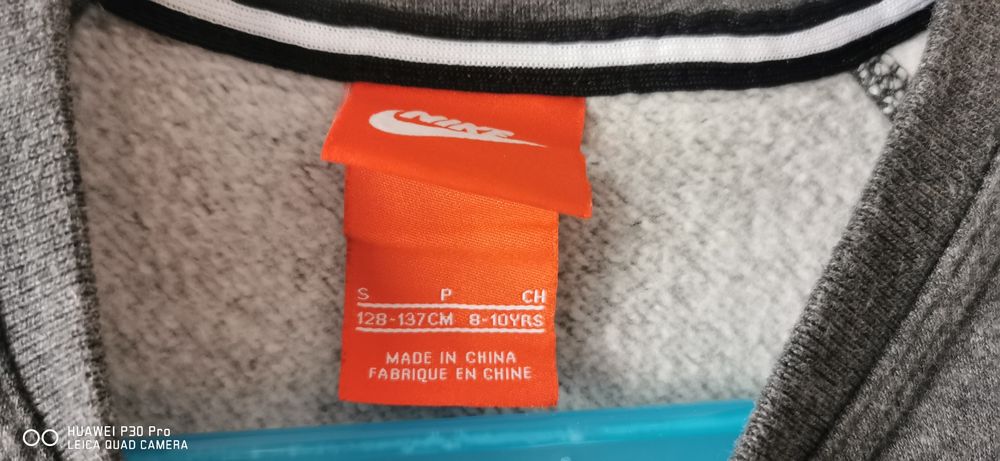 NIKE
S P CH
128-137CM 8-10YRS
MADE IN CHINA
FABRIQUE EN CHINE
HUAWEI P30 Pro
LEICA QUAD CAMERA